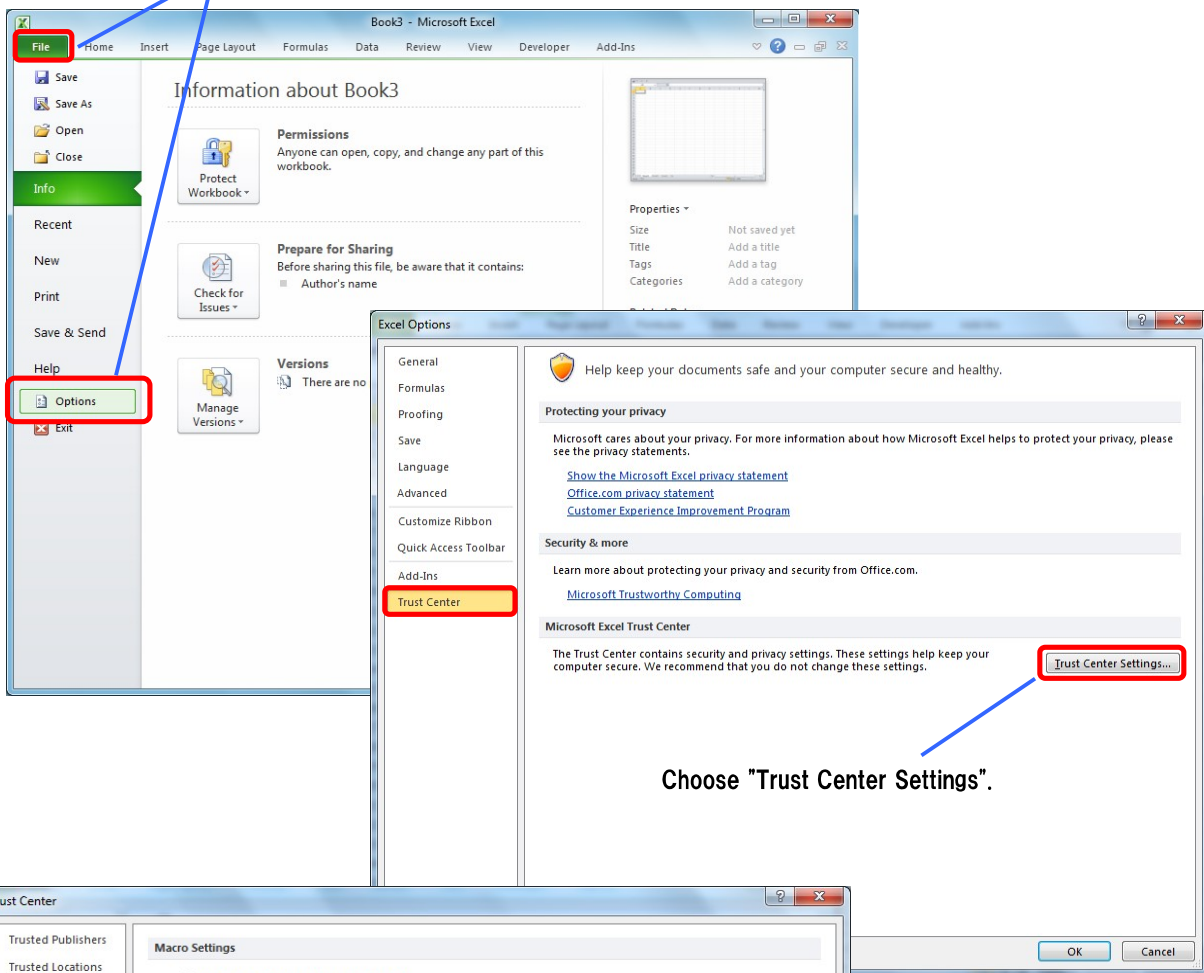 Book3 - Microsoft Excel
File Home Insert Page Layout Formulas Data Review View Developer Add-Ins
Save
Save As
Open
Close
Info
Recent
New
Print
Save & Send
Help
Options
Exit
Information about Book3
Protect
Workbook
Permissions
Anyone can open, copy, and change any part of this
workbook.
Check for
Issues
Prepare for Sharing
Before sharing this file, be aware that it contains:
Author's name
Manage
Versions
Versions
There are no
Properties
Size Not saved yet
Title Add a title
Tags Add a tag
Categories Add a category
Excel Options
General
Formulas
Proofing
Save
Language
Advanced
Customize Ribbon
Quick Access Toolbar
Add-Ins
Trust Center
Help keep your documents safe and your computer secure and healthy.
Protecting your privacy
Microsoft cares about your privacy. For more information about how Microsoft Excel helps to protect your privacy, please
see the privacy statements.
Show the Microsoft Excel privacy statement
Office.com privacy statement
Customer Experience Improvement Program
Security & more
Learn more about protecting your privacy and security from Office.com.
Microsoft Trustworthy Computing
Microsoft Excel Trust Center
The Trust Center contains security and privacy settings. These settings help keep your
computer secure. We recommend that you do not change these settings.
Trust Center Settings...
Choose "Trust Center Settings".
OK Cancel
ust Center
Trusted Publishers
Trusted Locations
Macro Settings